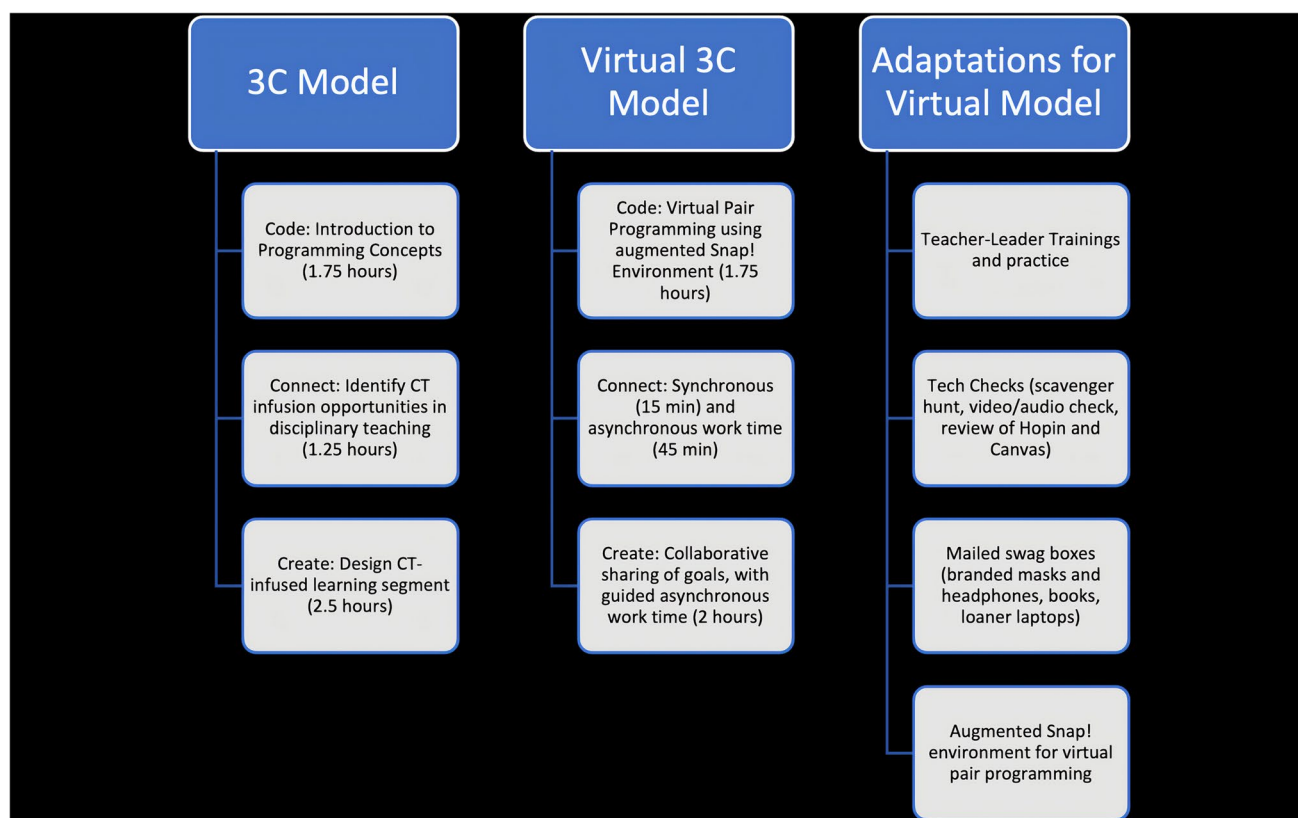 3C Model
Code: Introduction to
Programming Concepts
(1.75 hours)
Connect: Identify CT
infusion opportunities in
disciplinary teaching
(1.25 hours)
Create: Design CT-
infused learning segment
(2.5 hours)
Virtual 3C
Model
Code: Virtual Pair
Programming using
augmented Snap!
Environment (1.75
hours)
Connect: Synchronous
(15 min) and
asynchronous work time
(45 min)
Create: Collaborative
sharing of goals, with
guided asynchronous
work time (2 hours)
Adaptations for
Virtual Model
Teacher-Leader Trainings
and practice
Tech Checks (scavenger
hunt, video/audio check,
review of Hopin and
Canvas)
Mailed swag boxes
(branded masks and
headphones, books,
loaner laptops)
Augmented Snap!
environment for virtual
pair programming